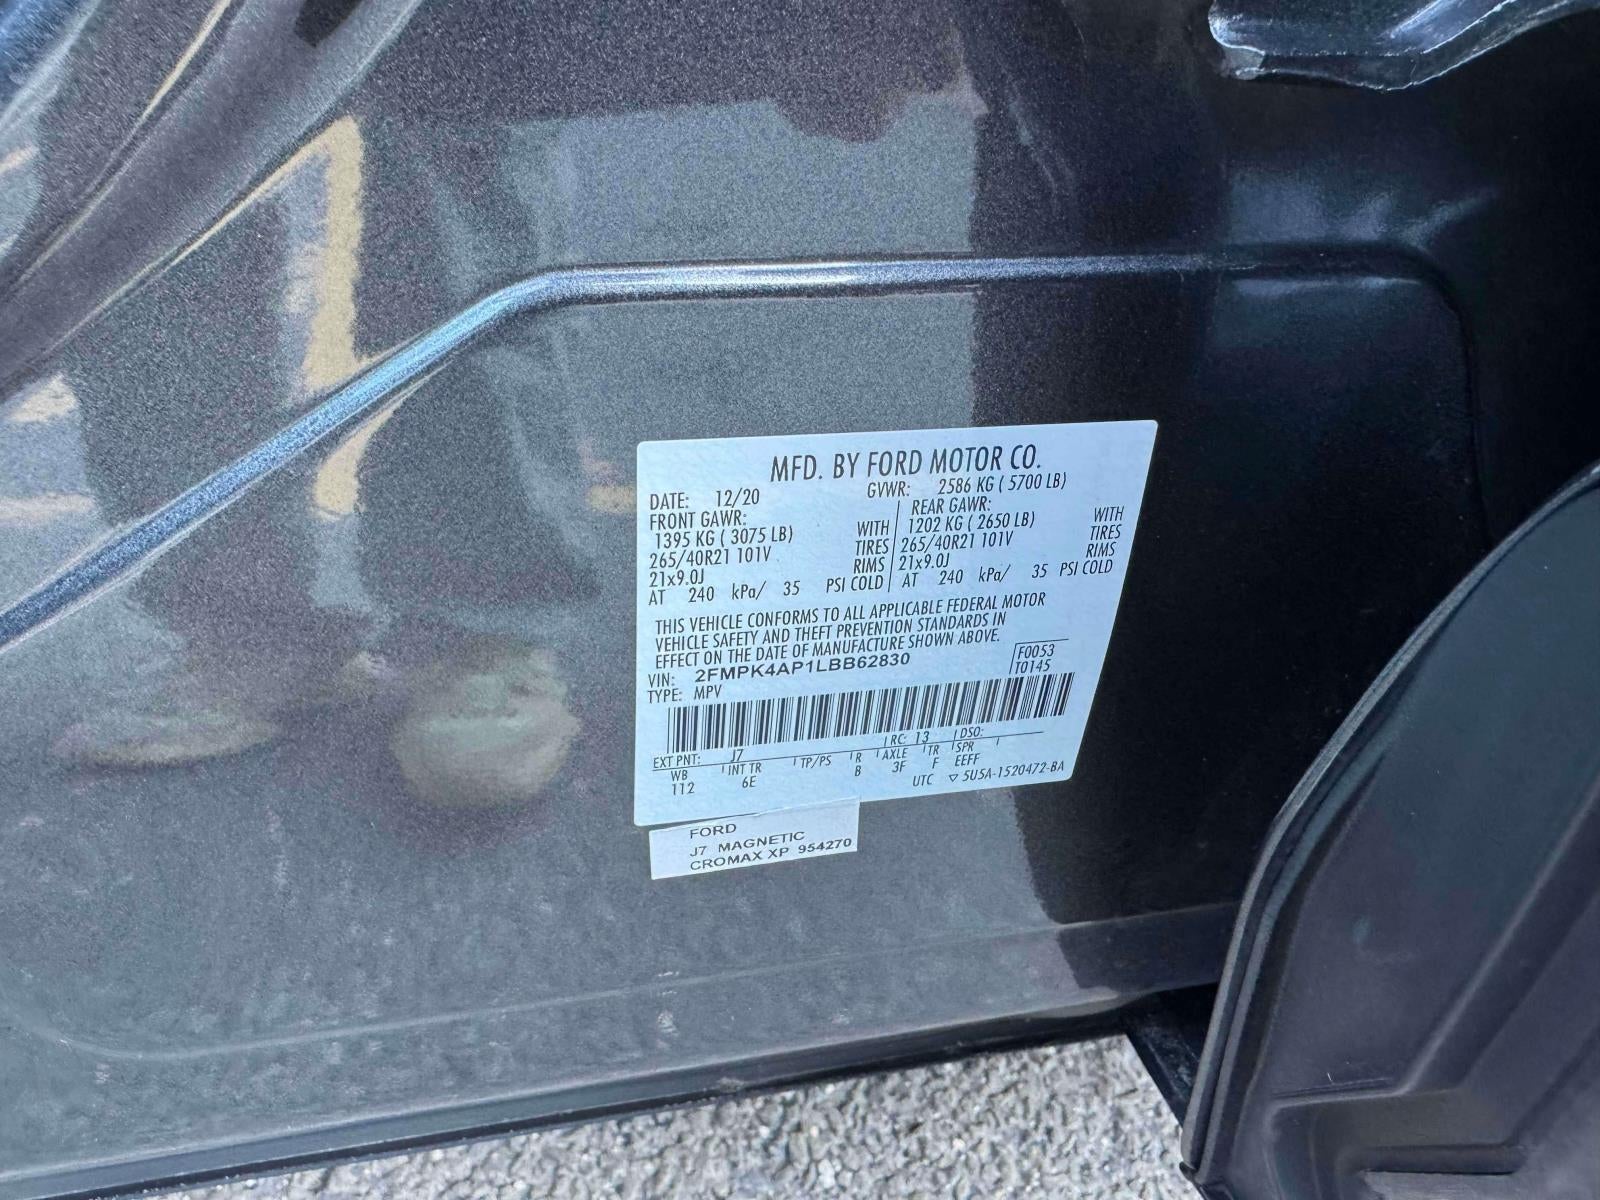 MFD. BY FORD MOTOR CO.
DATE: 12/20 GVWR: 2586 KG ( 5700 LB)
FRONT GAWR: REAR GAWR:
1395 KG ( 3075 LB) WITH 1202 KG ( 2650 LB) WITH
265/40R21 101V TIRES 265/40R21 101V TIRES
21x9.0J RIMS 21x9.0J RIMS
AT 240 kPa/ 35 PSI COLD AT 240 kPa/ 35 PSI COLD
THIS VEHICLE CONFORMS TO ALL APPLICABLE FEDERAL MOTOR
VEHICLE SAFETY AND THEFT PREVENTION STANDARDS IN
EFFECT ON THE DATE OF MANUFACTURE SHOWN ABOVE.
VIN: 2FMPK4AP1LBB62830 F0053
TYPE: MPV T0145
EXT PNT: J7 RC: 13 DSO:
WB INT TR TP/PS R AXLE TR SPR
112 6E B 3F F EEFF
UTC ▽ 5U5A-1520472-BA
FORD
J7 MAGNETIC
CROMAX XP 954270